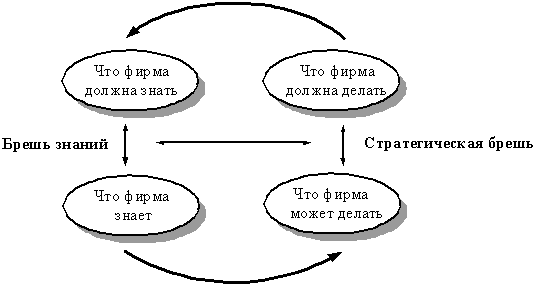 Что фирма
должна знать
Что фирма
должна делать
Брешь знаний
Стратегическая брешь
Что фирма
знает
Что фирма
может делать